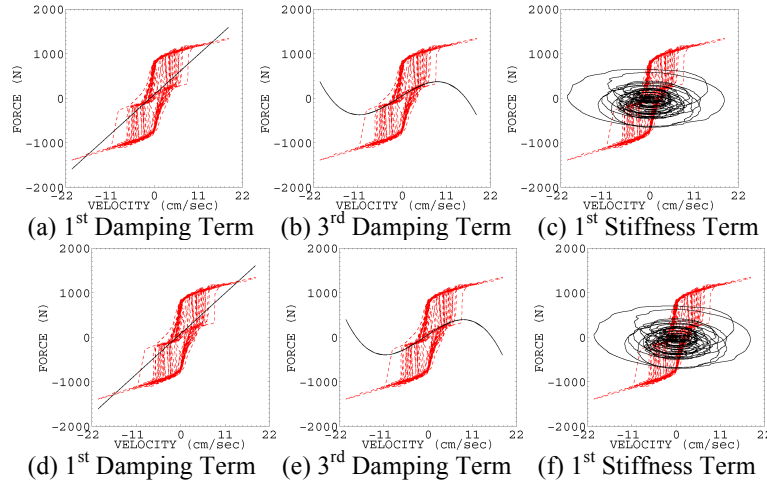 2000
1000
0
-1000
-2000
FORCE (N)
-22 -11 0 11 22
VELOCITY (cm/sec)
2000
1000
0
-1000
-2000
FORCE (N)
-22 -11 0 11 22
VELOCITY (cm/sec)
2000
1000
0
-1000
-2000
FORCE (N)
-22 -11 0 11 22
VELOCITY (cm/sec)
(a) 1st Damping Term
(b) 3rd Damping Term
(c) 1st Stiffness Term
2000
1000
0
-1000
-2000
FORCE (N)
-22 -11 0 11 22
VELOCITY (cm/sec)
2000
1000
0
-1000
-2000
FORCE (N)
-22 -11 0 11 22
VELOCITY (cm/sec)
2000
1000
0
-1000
-2000
FORCE (N)
-22 -11 0 11 22
VELOCITY (cm/sec)
(d) 1st Damping Term
(e) 3rd Damping Term
(f) 1st Stiffness Term